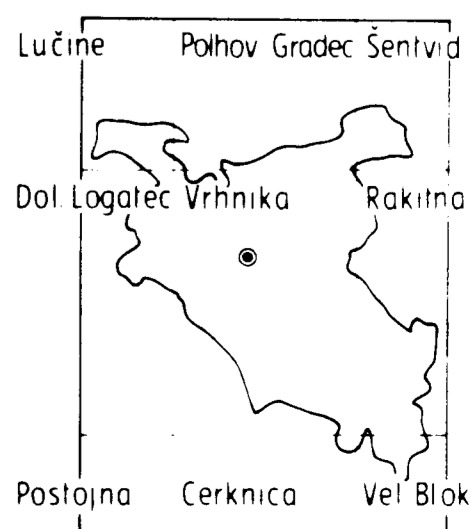 Lučine Polhov Gradec Šentvid
Dol. Logatec Vrhnika Rakitna
Postojna Cerknica Vel Blok